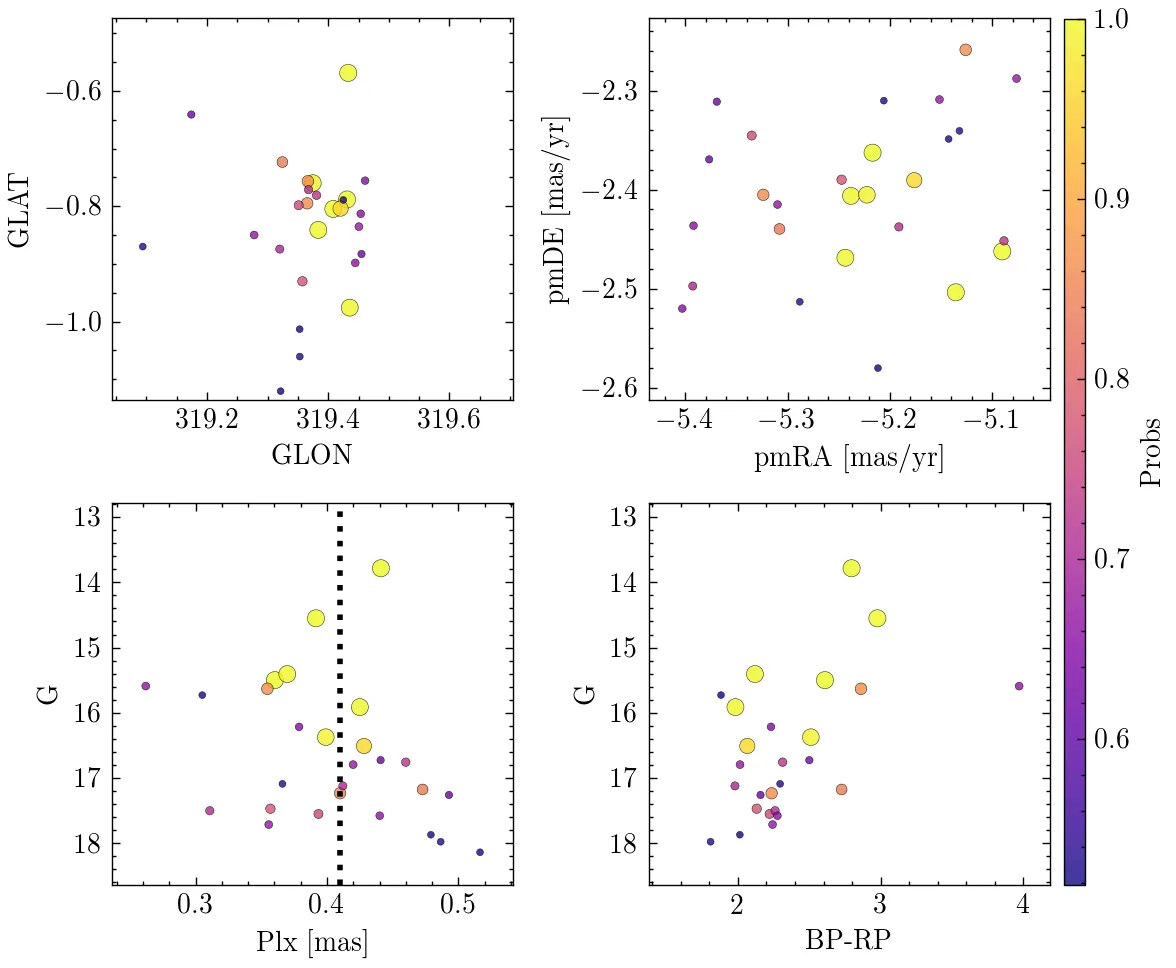 −0.6
−0.8
−1.0
GLAT
319.2 319.4 319.6
GLON
−2.3
−2.4
−2.5
−2.6
pmDE [mas/yr]
−5.4 −5.3 −5.2 −5.1
pmRA [mas/yr]
13
14
15
16
17
18
G
0.3 0.4 0.5
Plx [mas]
13
14
15
16
17
18
G
2 3 4
BP-RP
1.0
0.9
0.8
0.7
0.6
Probs